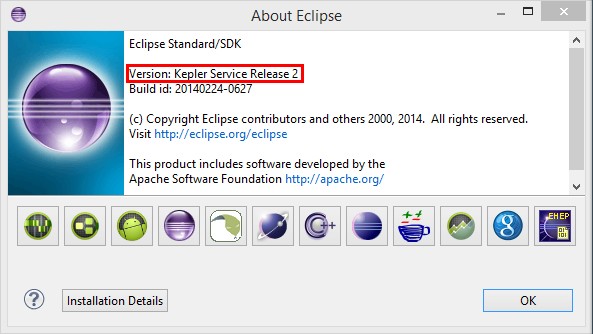 About Eclipse
Eclipse Standard/SDK
Version: Kepler Service Release 2
Build id: 20140224-0627
(c) Copyright Eclipse contributors and others 2000, 2014.  All rights reserved.
Visit http://eclipse.org/eclipse
This product includes software developed by the
Apache Software Foundation http://apache.org/
C++
g
EHEP
Installation Details
OK